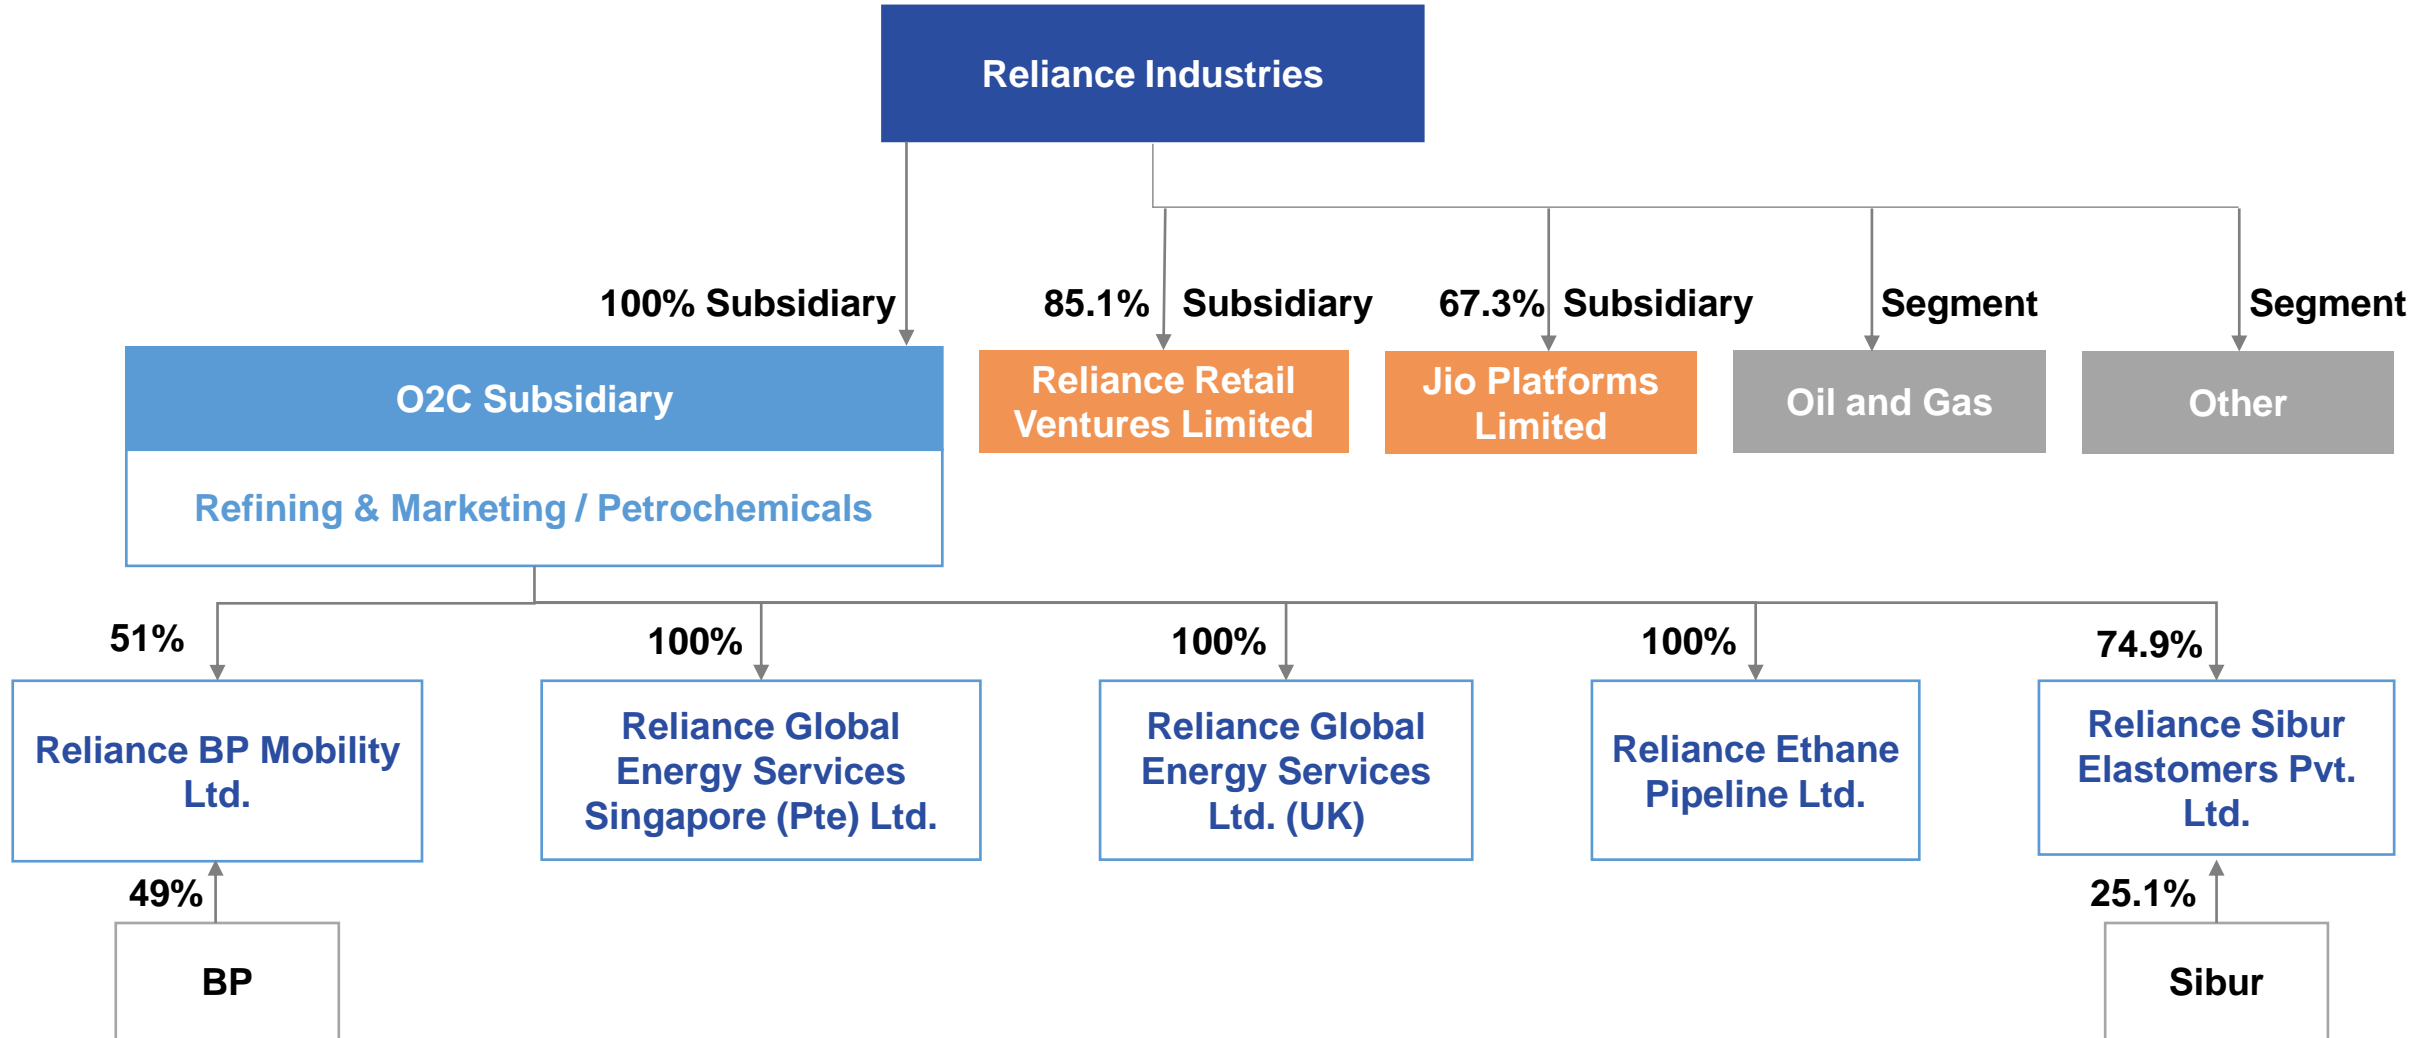 Reliance Industries
100% Subsidiary
85.1% Subsidiary
67.3% Subsidiary
Segment
Segment
O2C Subsidiary
Refining & Marketing / Petrochemicals
Reliance Retail
Ventures Limited
Jio Platforms
Limited
Oil and Gas
Other
51%
100%
100%
100%
74.9%
Reliance BP Mobility
Ltd.
Reliance Global
Energy Services
Singapore (Pte) Ltd.
Reliance Global
Energy Services
Ltd. (UK)
Reliance Ethane
Pipeline Ltd.
Reliance Sibur
Elastomers Pvt.
Ltd.
49%
25.1%
BP
Sibur